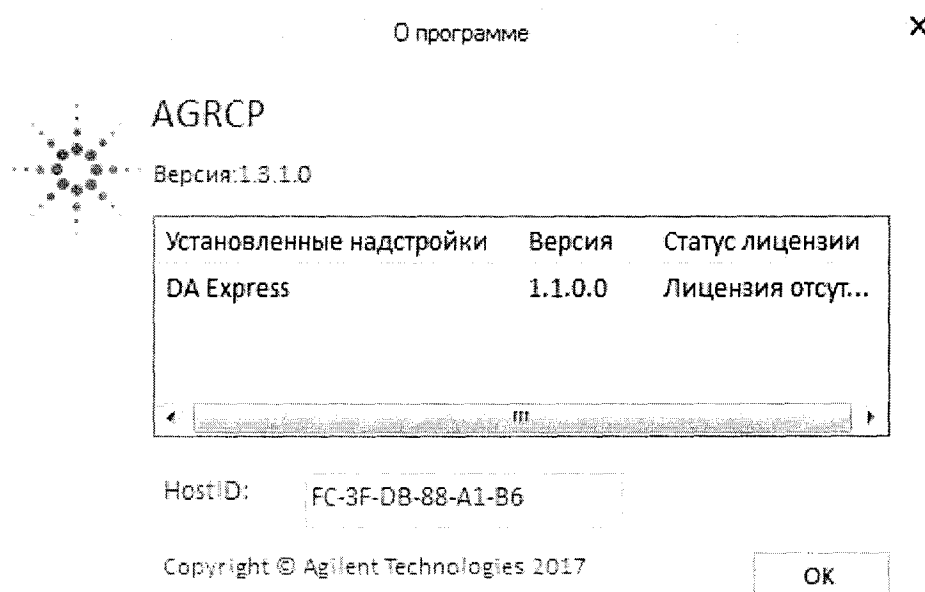 О программе
AGRCP
Версия:1.3.1.0
Установленные надстройки Версия Статус лицензии
DA Express 1.1.0.0 Лицензия отсут...
HostID: FC-3F-DB-88-A1-B6
Copyright © Agilent Technologies 2017
OK